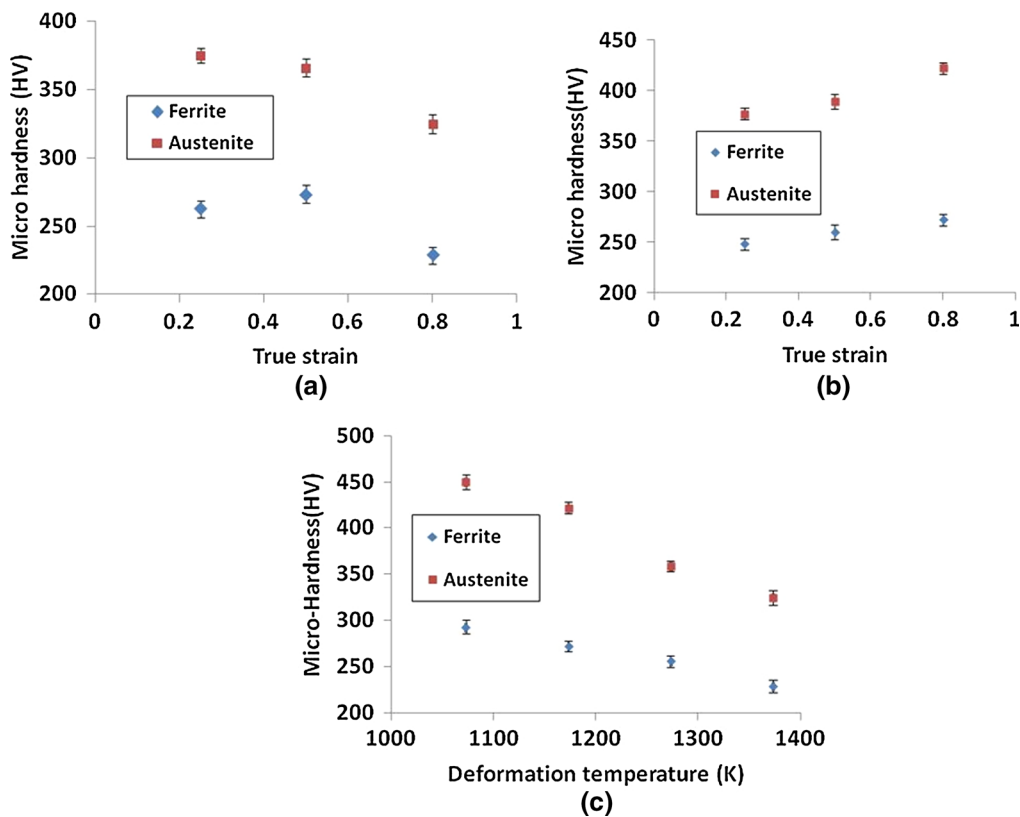 400
350
300
250
200
Micro hardness (HV)
Ferrite
Austenite
0 0.2 0.4 0.6 0.8 1
True strain
(a)
450
400
350
300
250
200
Micro hardness(HV)
Ferrite
Austenite
0 0.2 0.4 0.6 0.8 1
True strain
(b)
500
450
400
350
300
250
200
Micro-Hardness(HV)
Ferrite
Austenite
1000 1100 1200 1300 1400
Deformation temperature (K)
(c)